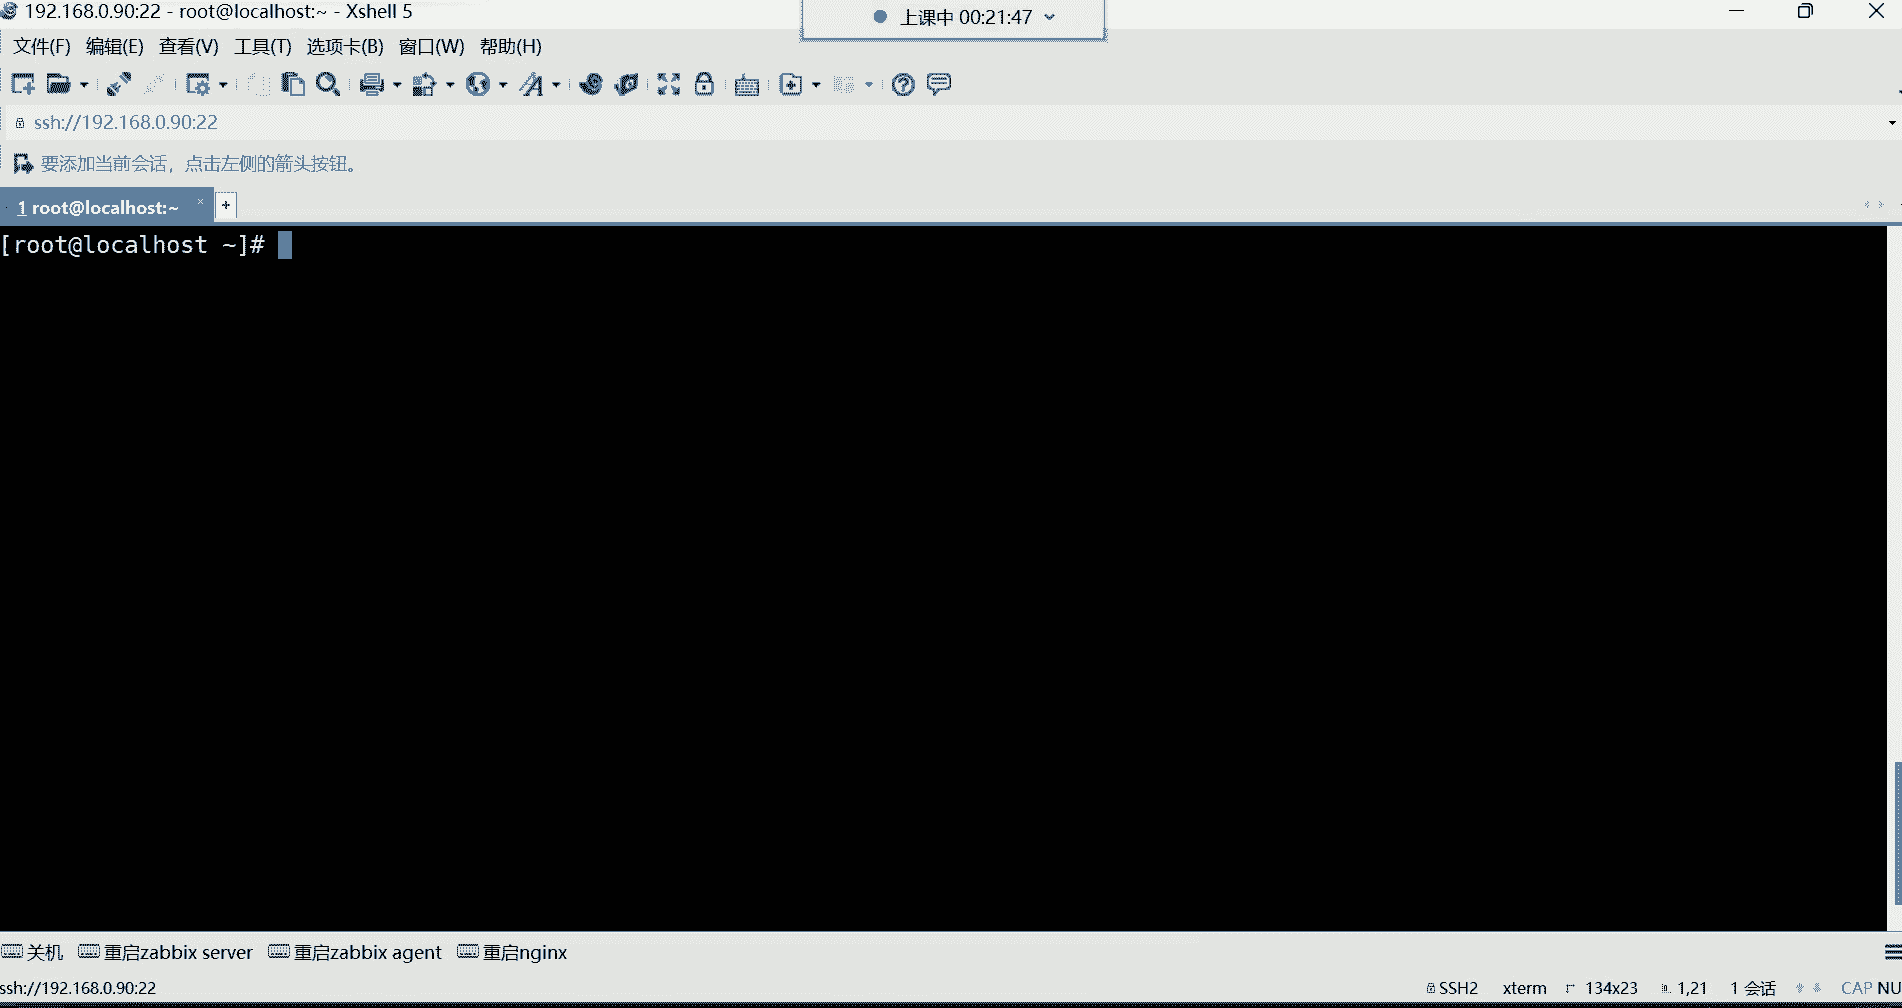 192.168.0.90:22 - root@localhost:~ - Xshell 5
上课中 00:21:47
文件(F) 编辑(E) 查看(V) 工具(T) 选项卡(B) 窗口(W) 帮助(H)
ssh://192.168.0.90:22
要添加当前会话，点击左侧的箭头按钮。
1 root@localhost:~ × +
[root@localhost ~]#
关机 重启zabbix server 重启zabbix agent 重启nginx
ssh://192.168.0.90:22 SSH2 xterm 134x23 1,21 1 会话 CAP NU